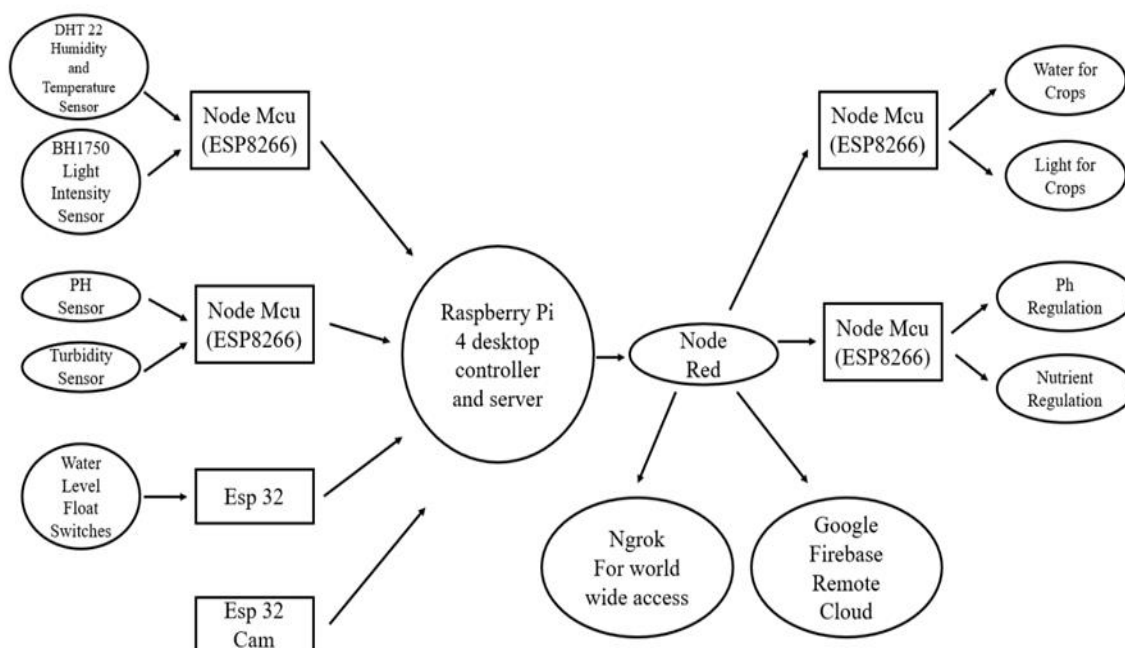 DHT 22
Humidity
and
Temperature
Sensor
BH1750
Light
Intensity
Sensor
Node Mcu
(ESP8266)
PH
Sensor
Turbidity
Sensor
Node Mcu
(ESP8266)
Water
Level
Float
Switches
Esp 32
Esp 32
Cam
Raspberry Pi
4 desktop
controller
and server
Node
Red
Node Mcu
(ESP8266)
Water for
Crops
Light for
Crops
Node Mcu
(ESP8266)
Ph
Regulation
Nutrient
Regulation
Ngrok
For world
wide access
Google
Firebase
Remote
Cloud